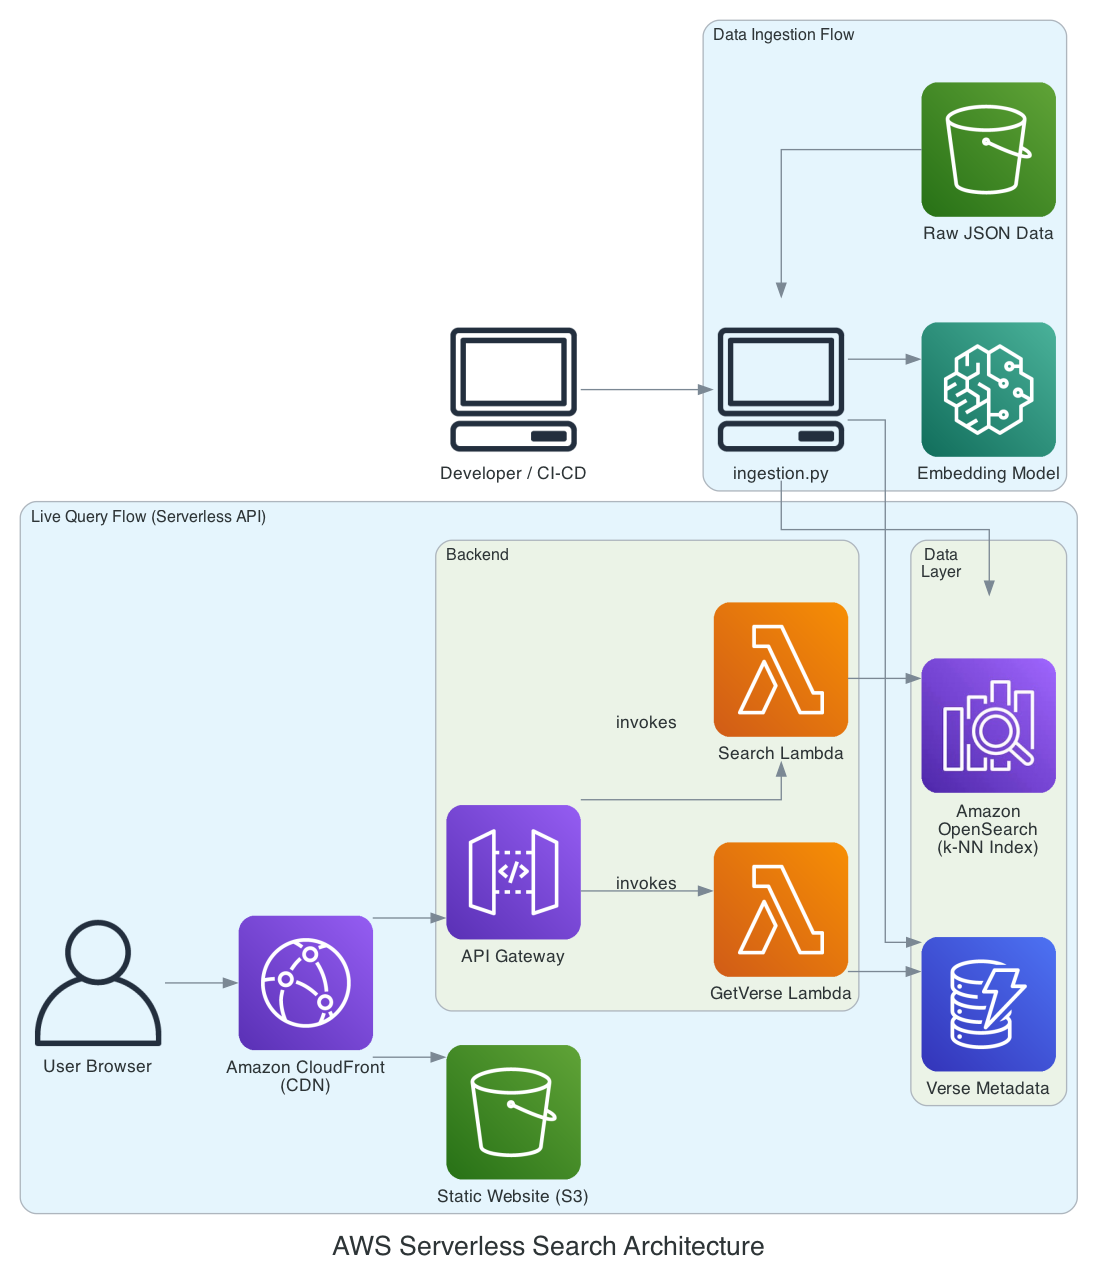 Data Ingestion Flow
Raw JSON Data
Developer / CI-CD
ingestion.py
Embedding Model
Live Query Flow (Serverless API)
Backend
Data
Layer
invokes
Search Lambda
Amazon
OpenSearch
(k-NN Index)
invokes
API Gateway
GetVerse Lambda
User Browser
Amazon CloudFront
(CDN)
Verse Metadata
Static Website (S3)
AWS Serverless Search Architecture